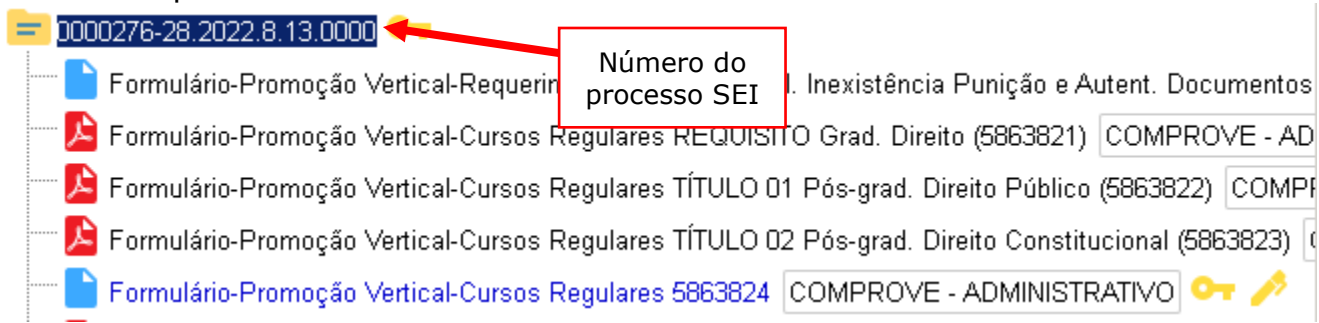 0000276-28.2022.8.13.0000
Número do
processo SEI
Formulário-Promoção Vertical-Requerin l. Inexistência Punição e Autent. Documentos
Formulário-Promoção Vertical-Cursos Regulares REQUISITO Grad. Direito (5863821) COMPROVE - AD
Formulário-Promoção Vertical-Cursos Regulares TÍTULO 01 Pós-grad. Direito Público (5863822) COMPR
Formulário-Promoção Vertical-Cursos Regulares TÍTULO 02 Pós-grad. Direito Constitucional (5863823)
Formulário-Promoção Vertical-Cursos Regulares 5863824 COMPROVE - ADMINISTRATIVO